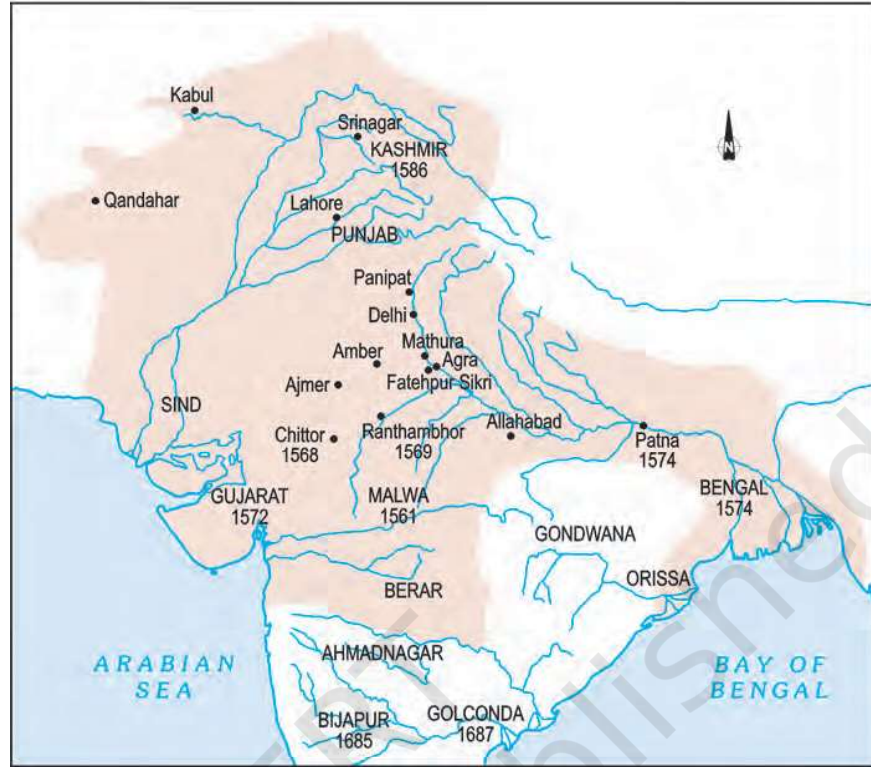 Kabul
Srinagar
KASHMIR
1586
N
Qandahar
Lahore
PUNJAB
Panipat
Delhi
Mathura
Amber
Agra
Fatehpur Sikri
Ajmer
SIND
Chittor
1568
Ranthambhor
1569
Allahabad
Patna
1574
GUJARAT
1572
MALWA
1561
BENGAL
1574
GONDWANA
ORISSA
BERAR
ARABIAN
SEA
AHMADNAGAR
BAY OF
BENGAL
BIJAPUR
1685
GOLCONDA
1687